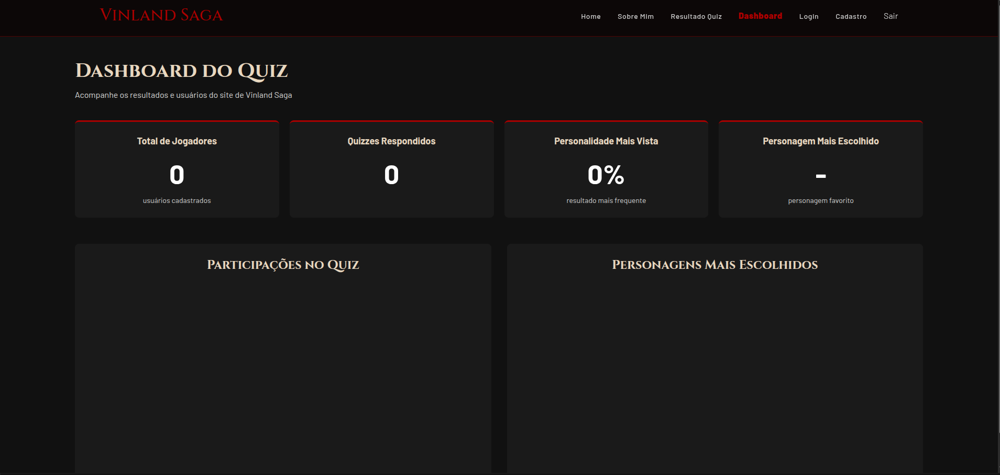 Vinland Saga
Home Sobre Mim Resultado Quiz Dashboard Login Cadastro Sair
Dashboard do Quiz
Acompanhe os resultados e usuários do site de Vinland Saga
Total de Jogadores
0
usuários cadastrados
Quizzes Respondidos
0
Personalidade Mais Vista
0%
resultado mais frequente
Personagem Mais Escolhido
-
personagem favorito
Participações no Quiz
Personagens Mais Escolhidos